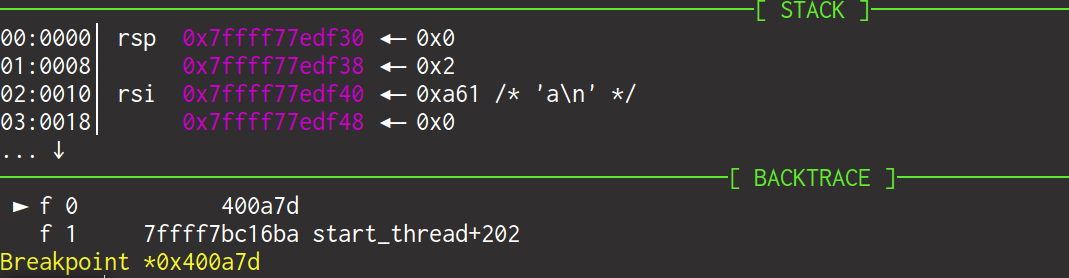 [ STACK ]
00:0000│ rsp 0x7ffff77edf30 ◂— 0x0
01:0008│ 0x7ffff77edf38 ◂— 0x2
02:0010│ rsi 0x7ffff77edf40 ◂— 0xa61 /* 'a\n' */
03:0018│ 0x7ffff77edf48 ◂— 0x0
... ↓
[ BACKTRACE ]
► f 0 400a7d
f 1 7ffff7bc16ba start_thread+202
Breakpoint *0x400a7d